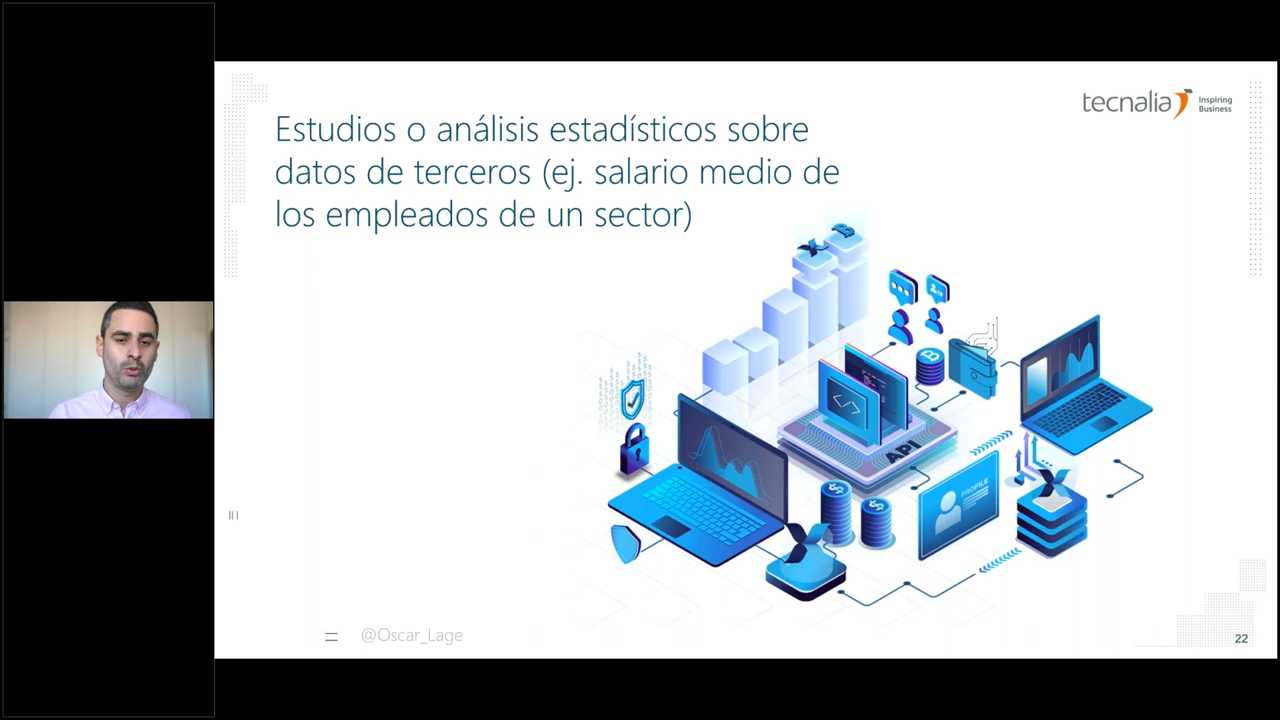 tecnalia Inspiring
Business
Estudios o análisis estadísticos sobre
datos de terceros (ej. salario medio de
los empleados de un sector)
API
PROFILE
@Oscar_Lage
22